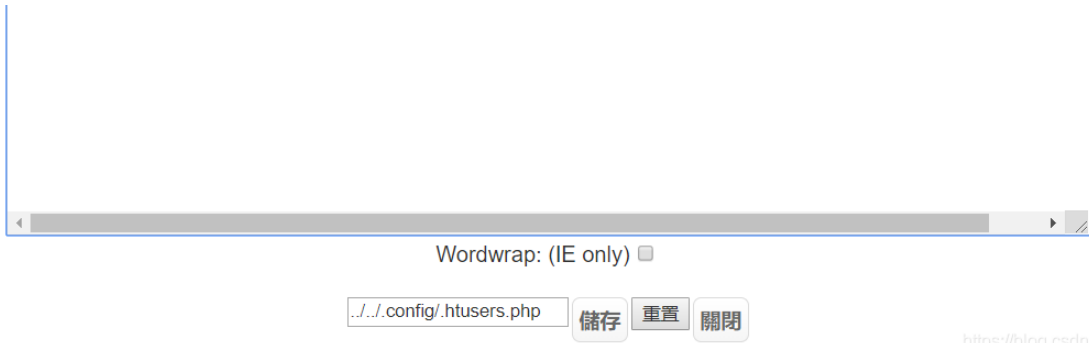 Wordwrap: (IE only)
../../.config/.htusers.php 儲存 重置 關閉